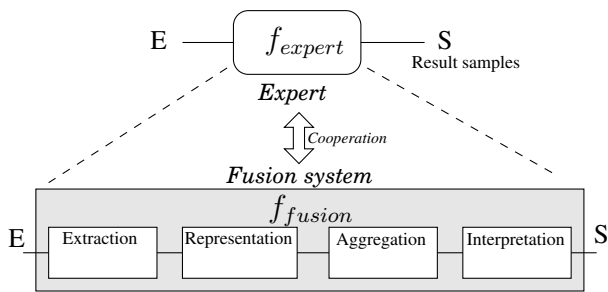 E
f_expert
S
Result samples
Expert
Cooperation
Fusion system
f_fusion
E
Extraction
Representation
Aggregation
Interpretation
S